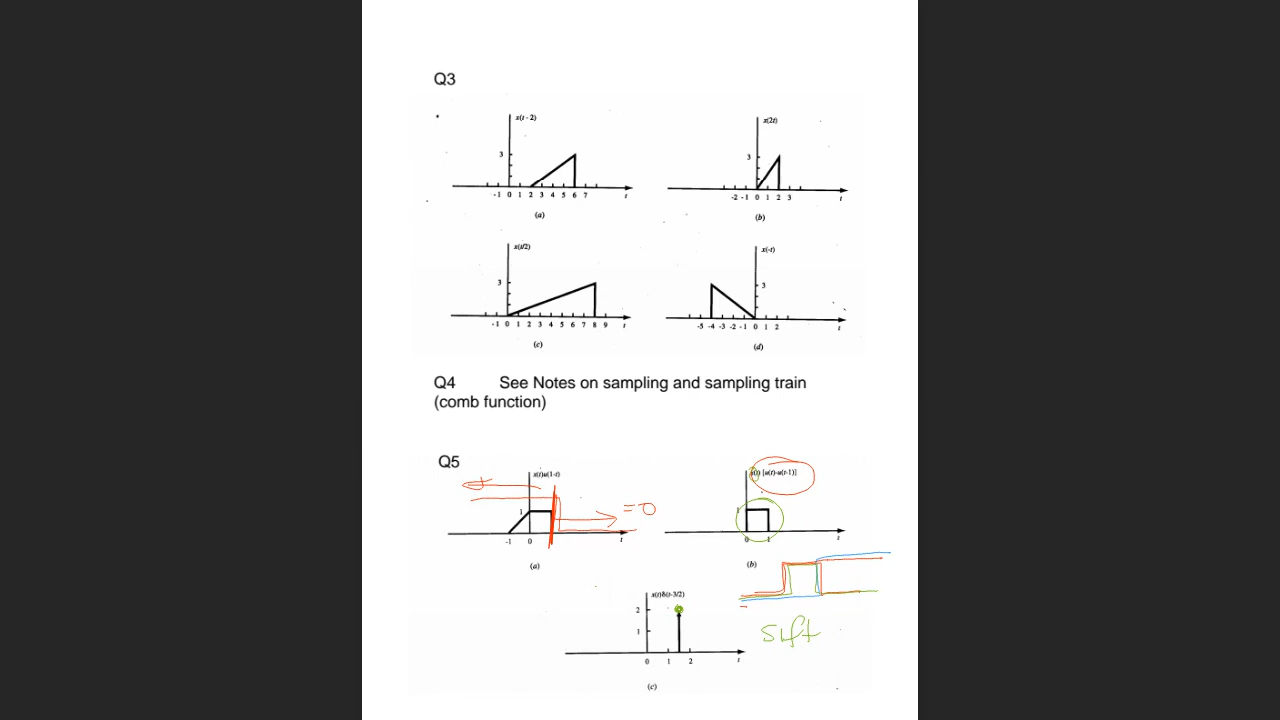 Q3
x(t - 2)
3
-1 0 1 2 3 4 5 6 7 t
(a)
x(2t)
3
-2 -1 0 1 2 3 t
(b)
x(t/2)
3
-1 0 1 2 3 4 5 6 7 8 9 t
(c)
x(-t)
3
-5 -4 -3 -2 -1 0 1 2 t
(d)
Q4 See Notes on sampling and sampling train
(comb function)
Q5
x(t)u(1-t)
1
-1 0 t
= 0
(a)
x(t) [u(t)-u(t-1)]
1
0 1 t
(b)
x(t)δ(t-3/2)
2
1
0 1 2 t
(c)
sift